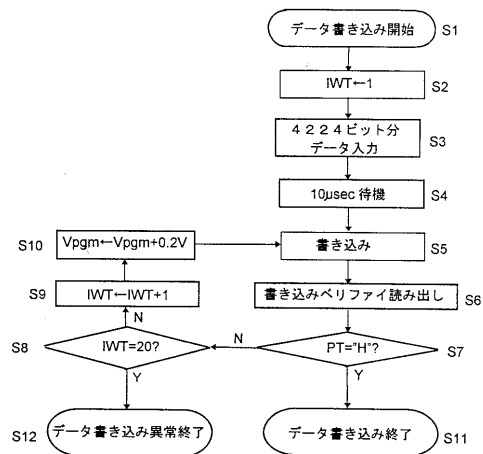 データ書き込み開始
S1
IWT←1
S2
４２２４ビット分
データ入力
S3
10μsec 待機
S4
Vpgm←Vpgm+0.2V
S10
書き込み
S5
IWT←IWT+1
S9
書き込みベリファイ読み出し
S6
N
N
S8
IWT=20?
PT="H"?
S7
Y
Y
S12
データ書き込み異常終了
データ書き込み終了
S11